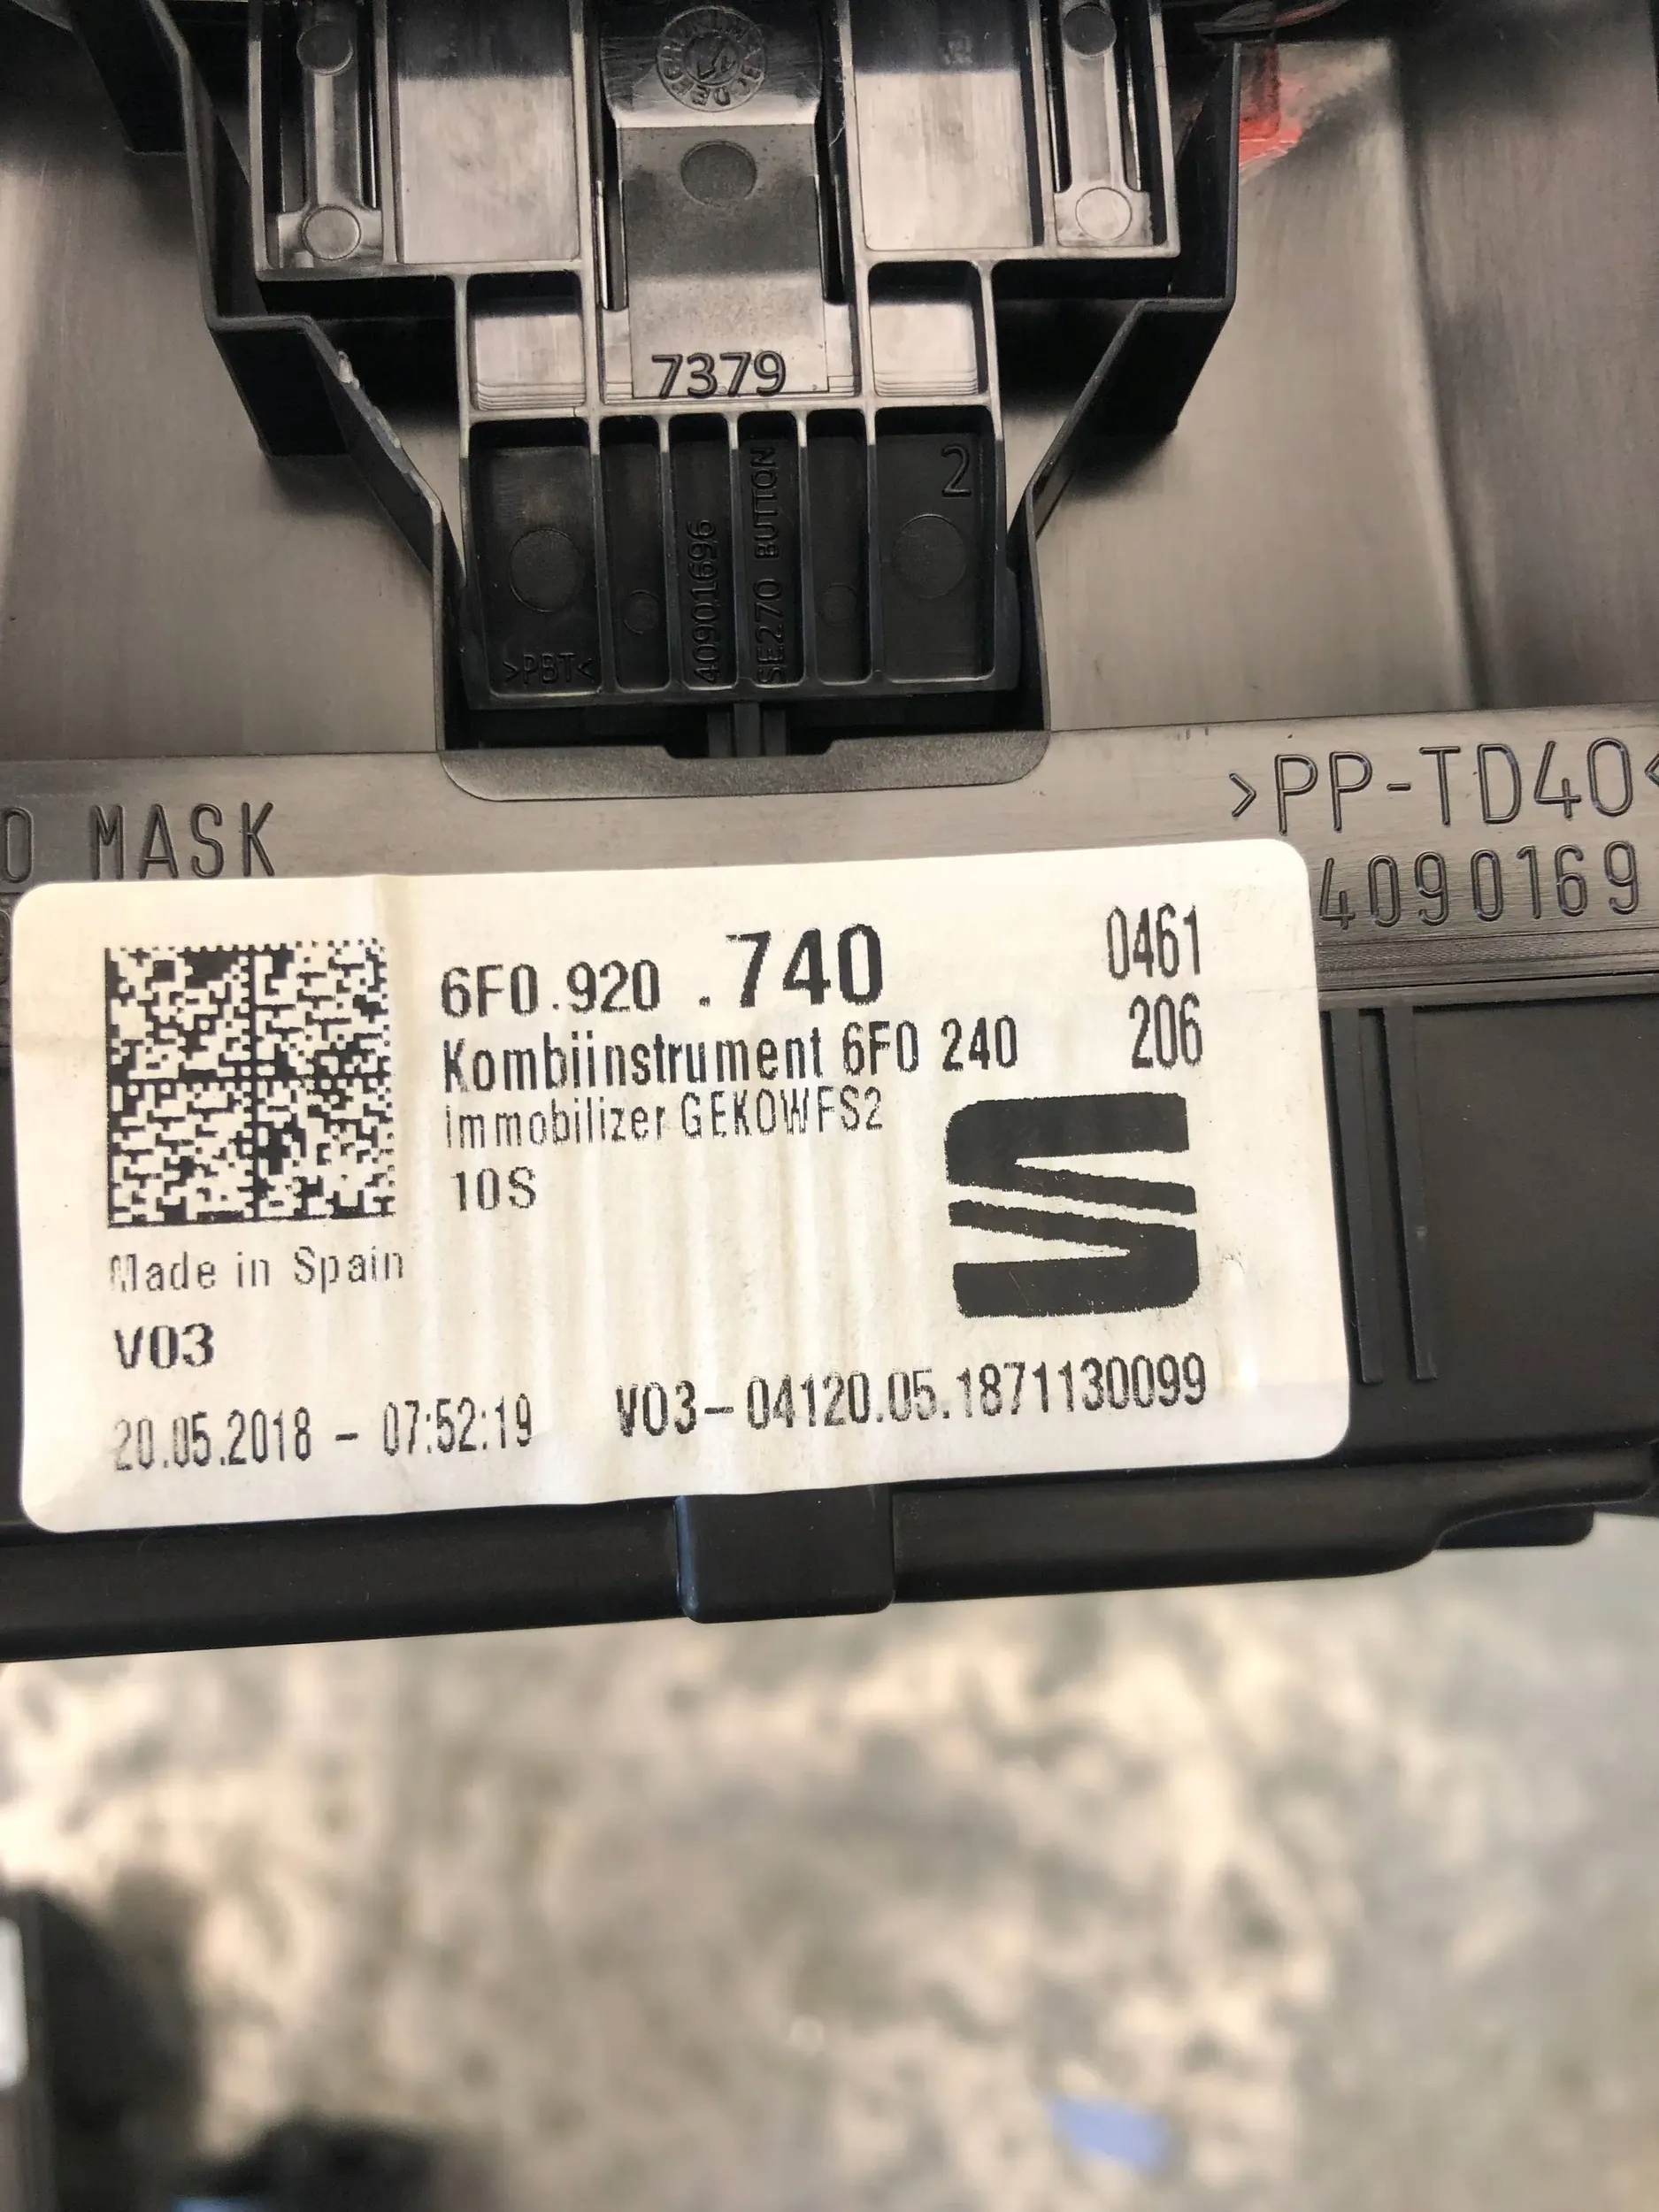 7379
2
40901696
SE270 BUTTON
>PBT<
MASK
>PP-TD40<
4090169
6F0.920 .740
0461
Kombiinstrument 6F0 240
206
Immobilizer GEKOWFS2
10S
Made in Spain
V03
20.05.2018 - 07:52:19
V03-04120.05.1871130099